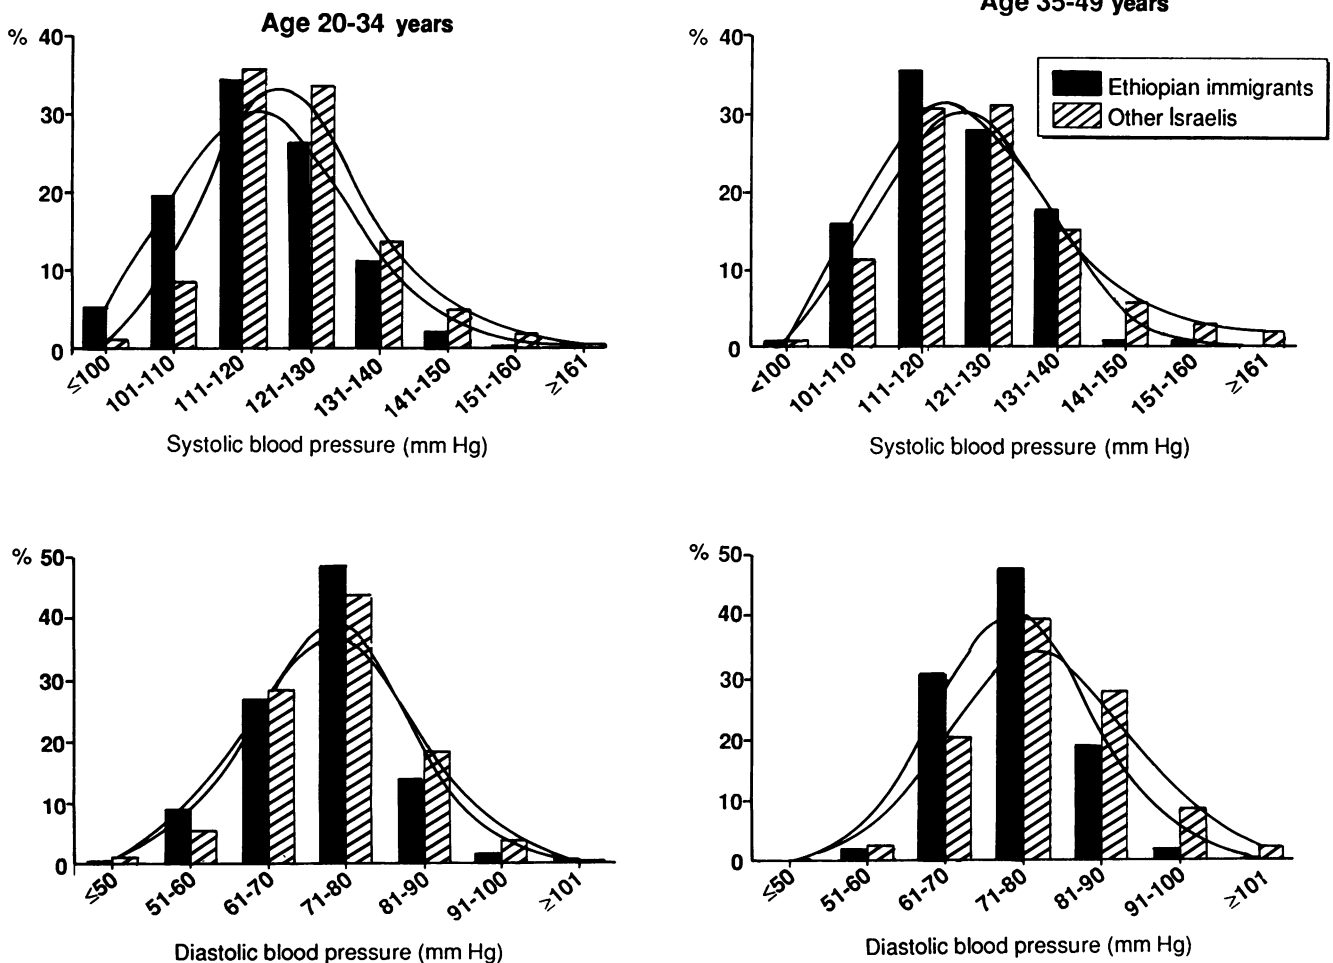 Age 20-34 years
% 40
30
20
10
0
≤100 101-110 111-120 121-130 131-140 141-150 151-160 ≥161
Systolic blood pressure (mm Hg)
Age 35-49 years
% 40
30
20
10
0
Ethiopian immigrants
Other Israelis
<100 101-110 111-120 121-130 131-140 141-150 151-160 ≥161
Systolic blood pressure (mm Hg)
% 50
40
30
20
10
0
≤50 51-60 61-70 71-80 81-90 91-100 ≥101
Diastolic blood pressure (mm Hg)
% 50
40
30
20
10
0
≤50 51-60 61-70 71-80 81-90 91-100 ≥101
Diastolic blood pressure (mm Hg)